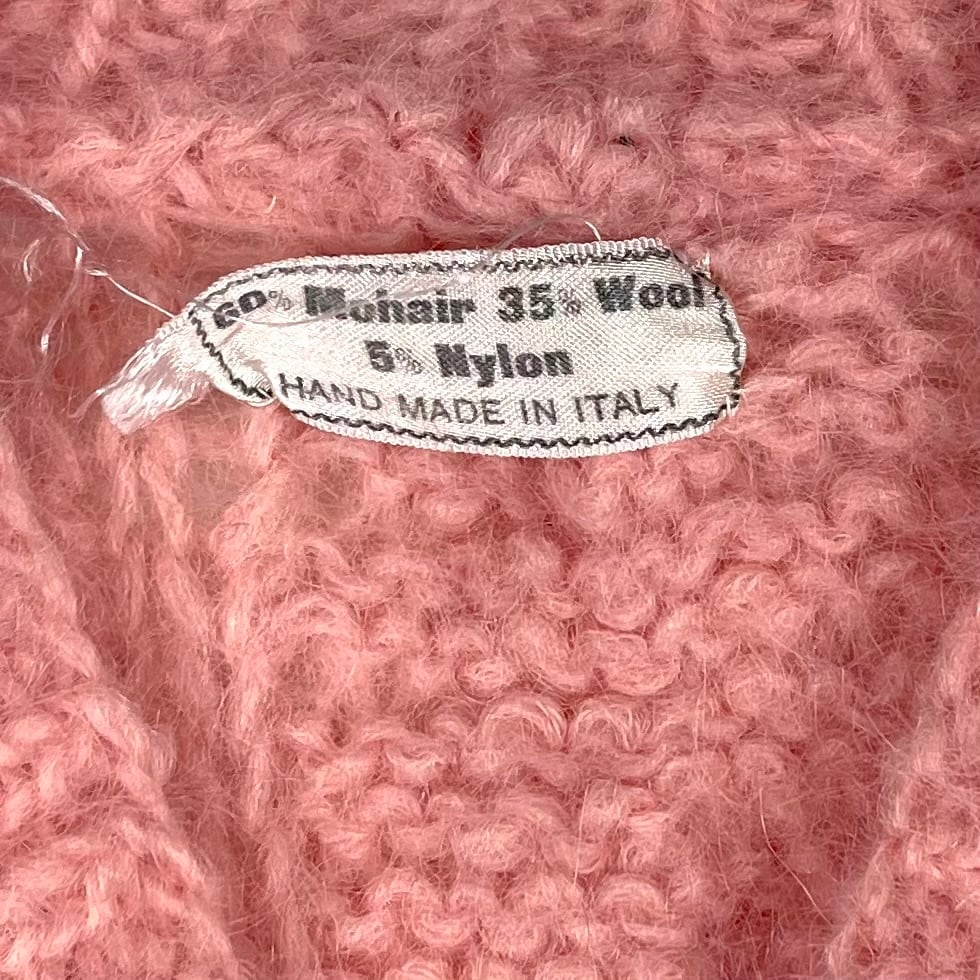 60% Mohair 35% Wool
5% Nylon
HAND MADE IN ITALY